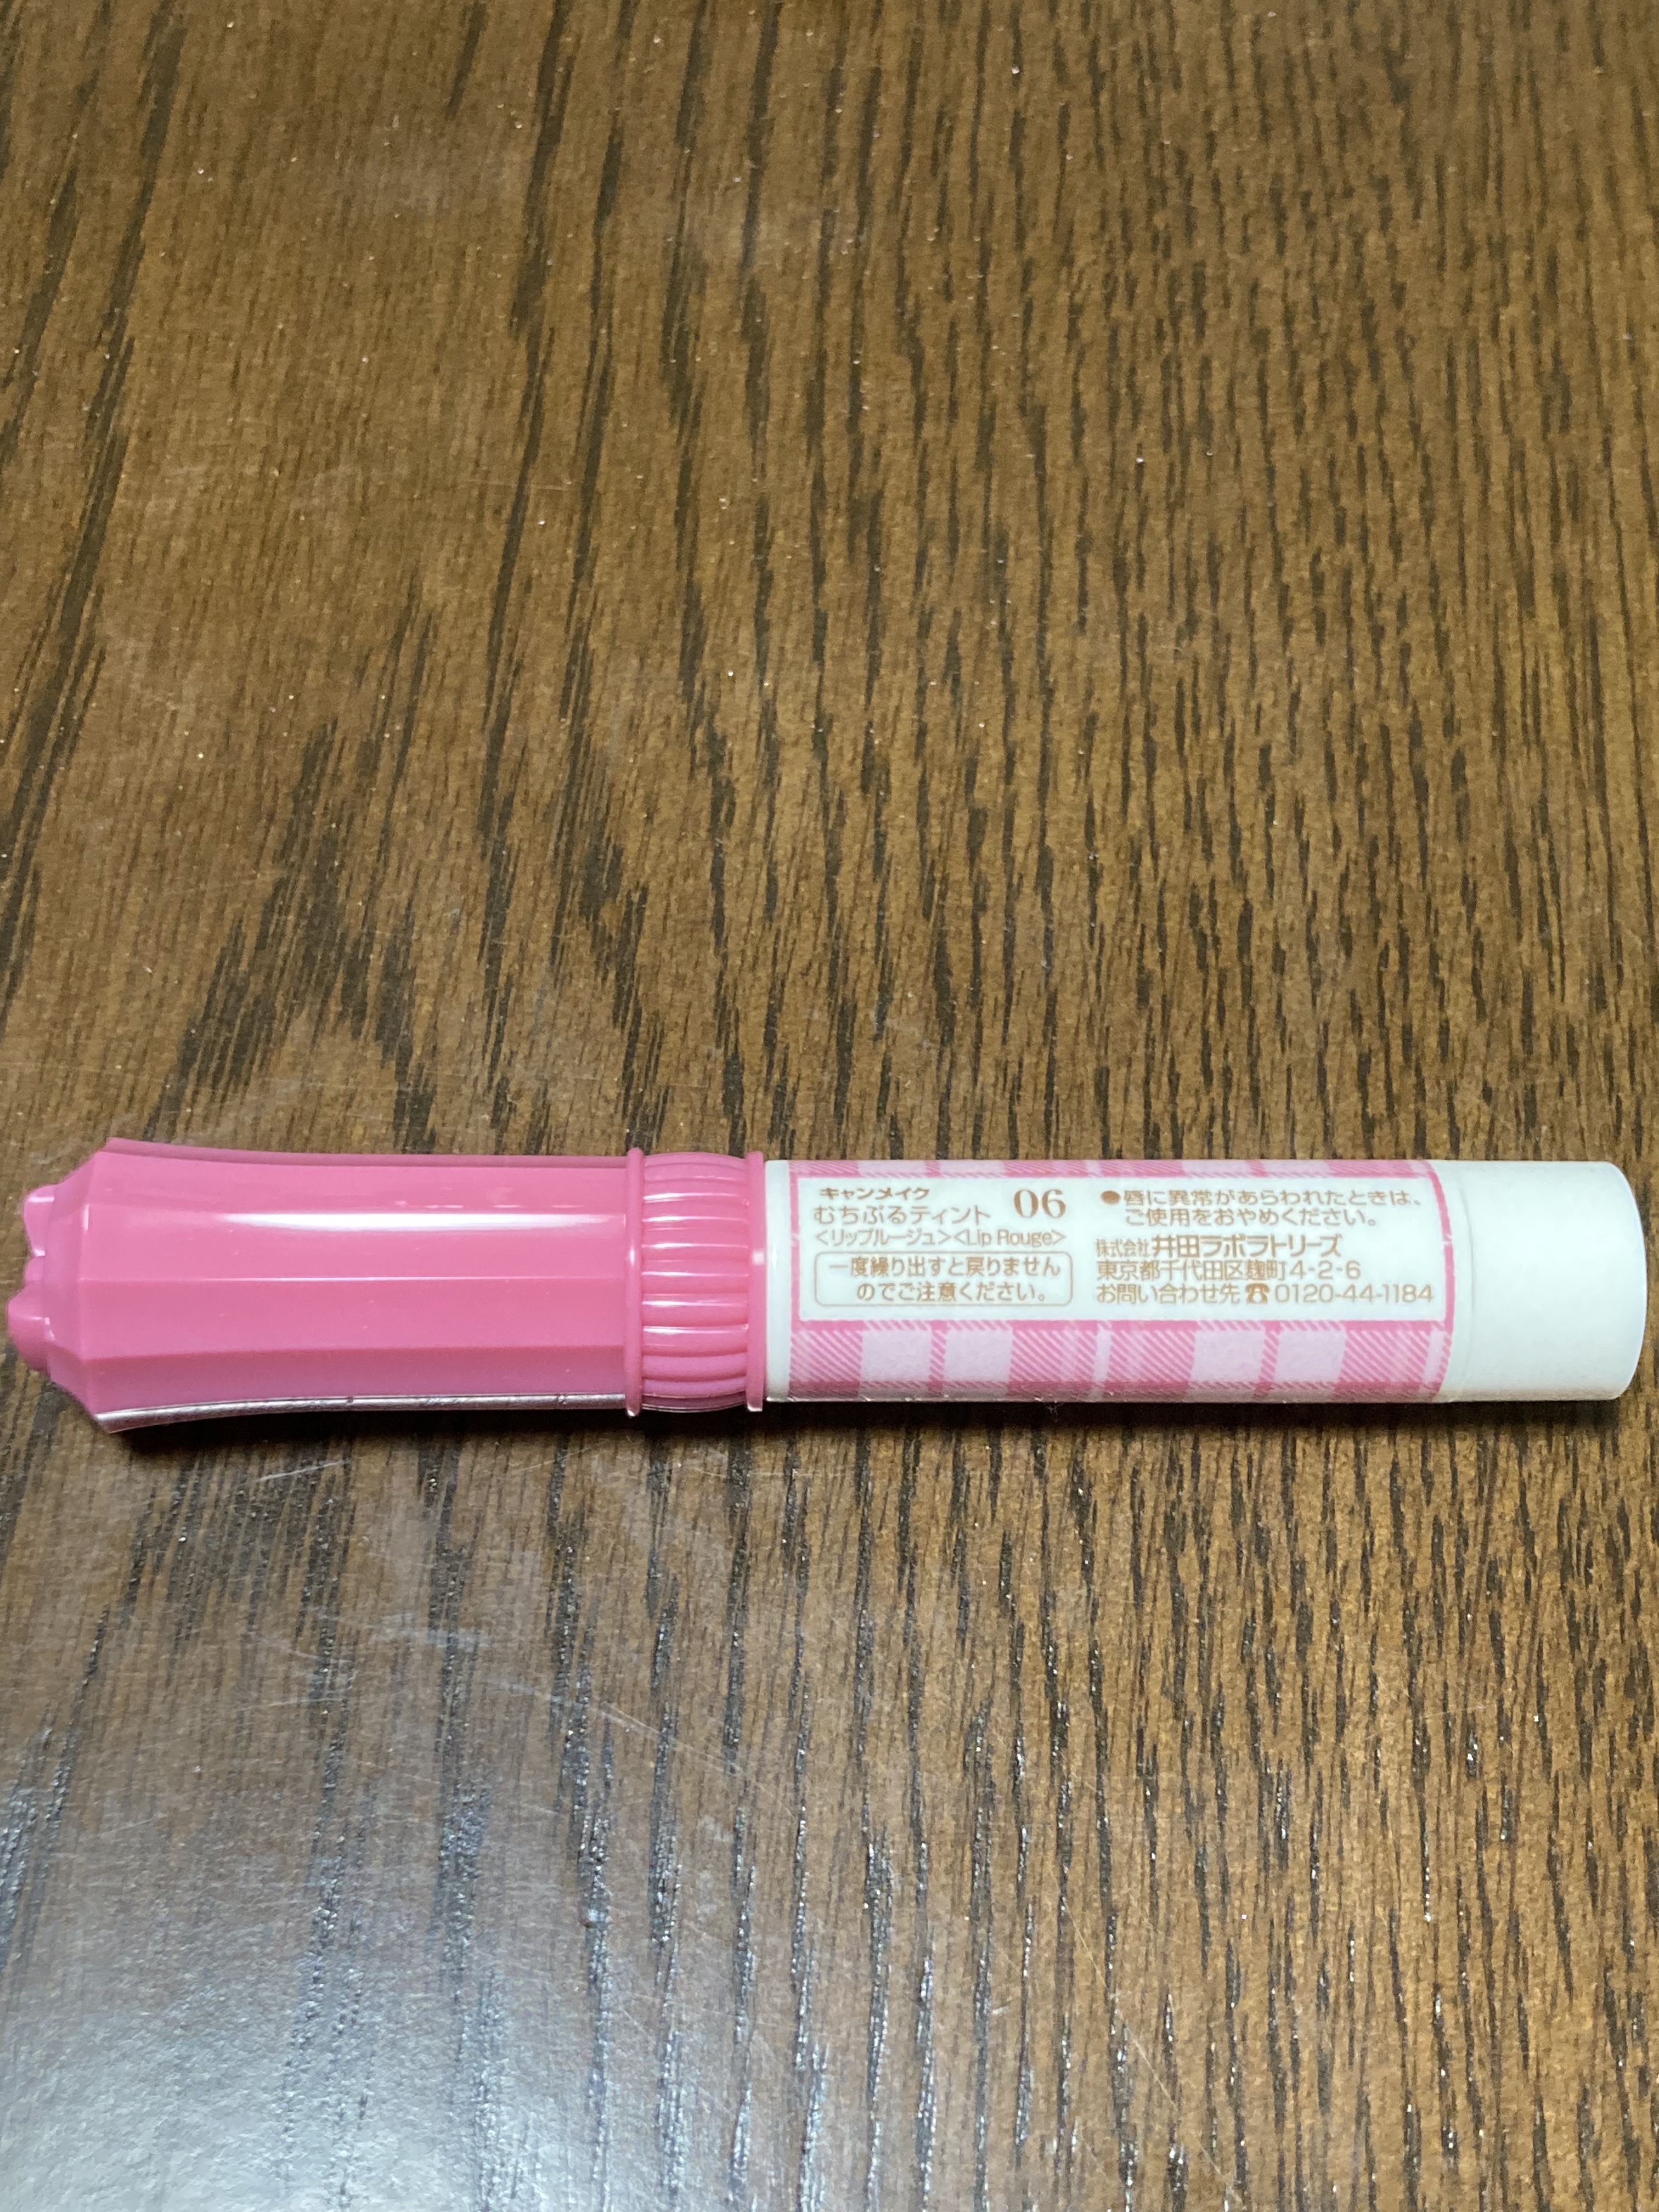 キャンメイク
むちぷるティント 06
<リップルージュ><Lip Rouge>
一度繰り出すと戻りません
のでご注意ください。
●唇に異常があらわれたときは、
ご使用をおやめください。
株式会社 井田ラボラトリーズ
東京都千代田区麹町4-2-6
お問い合わせ先☎0120-44-1184